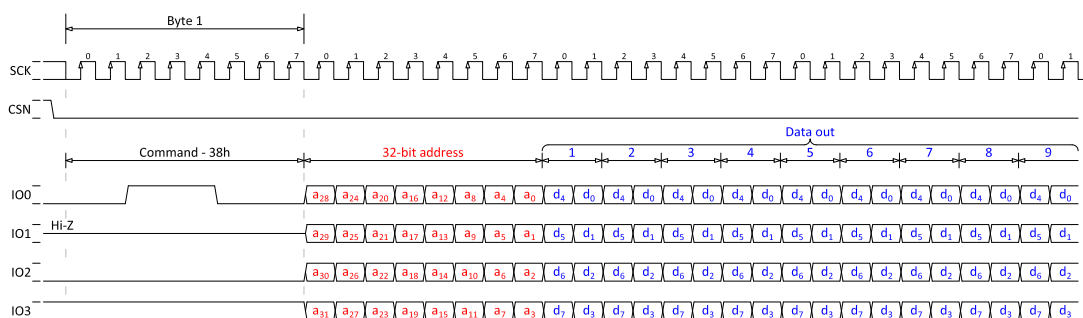 Byte 1
0 1 2 3 4 5 6 7 0 1 2 3 4 5 6 7 0 1 2 3 4 5 6 7 0 1 2 3 4 5 6 7 0 1
SCK
CSN
Data out
Command - 38h 32-bit address 1 2 3 4 5 6 7 8 9
IO0 a28 a24 a20 a16 a12 a8 a4 a0 d4 d0 d4 d0 d4 d0 d4 d0 d4 d0 d4 d0 d4 d0 d4 d0 d4 d0
IO1 Hi-Z a29 a25 a21 a17 a13 a9 a5 a1 d5 d1 d5 d1 d5 d1 d5 d1 d5 d1 d5 d1 d5 d1 d5 d1 d5 d1
IO2 a30 a26 a22 a18 a14 a10 a6 a2 d6 d2 d6 d2 d6 d2 d6 d2 d6 d2 d6 d2 d6 d2 d6 d2 d6 d2
IO3 a31 a27 a23 a19 a15 a11 a7 a3 d7 d3 d7 d3 d7 d3 d7 d3 d7 d3 d7 d3 d7 d3 d7 d3 d7 d3